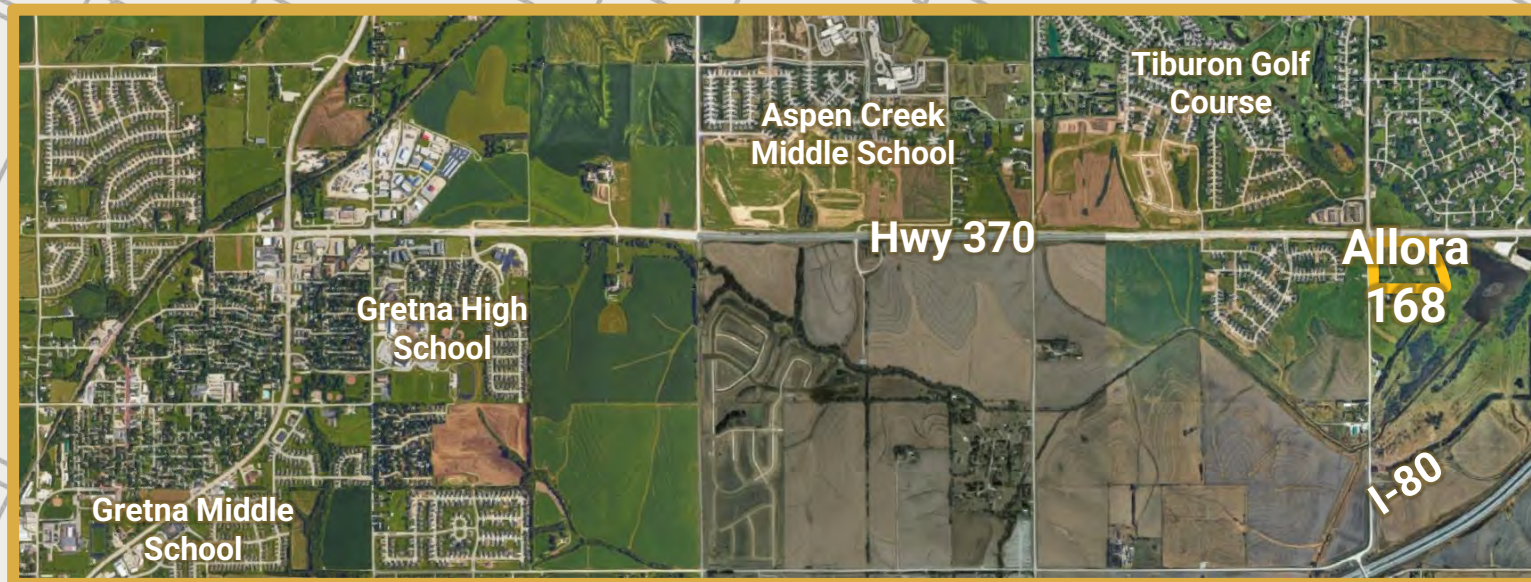 Tiburon Golf
Course
Aspen Creek
Middle School
Hwy 370
Allora
168
Gretna High
School
I-80
Gretna Middle
School